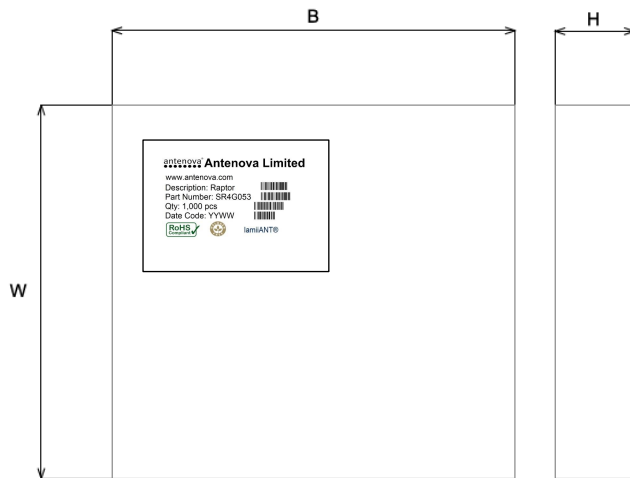 B
H
W
antenova® Antenova Limited
www.antenova.com
Description: Raptor
Part Number: SR4G053
Qty: 1,000 pcs
Date Code: YYWW
RoHS
Compliant
lamiiANT®